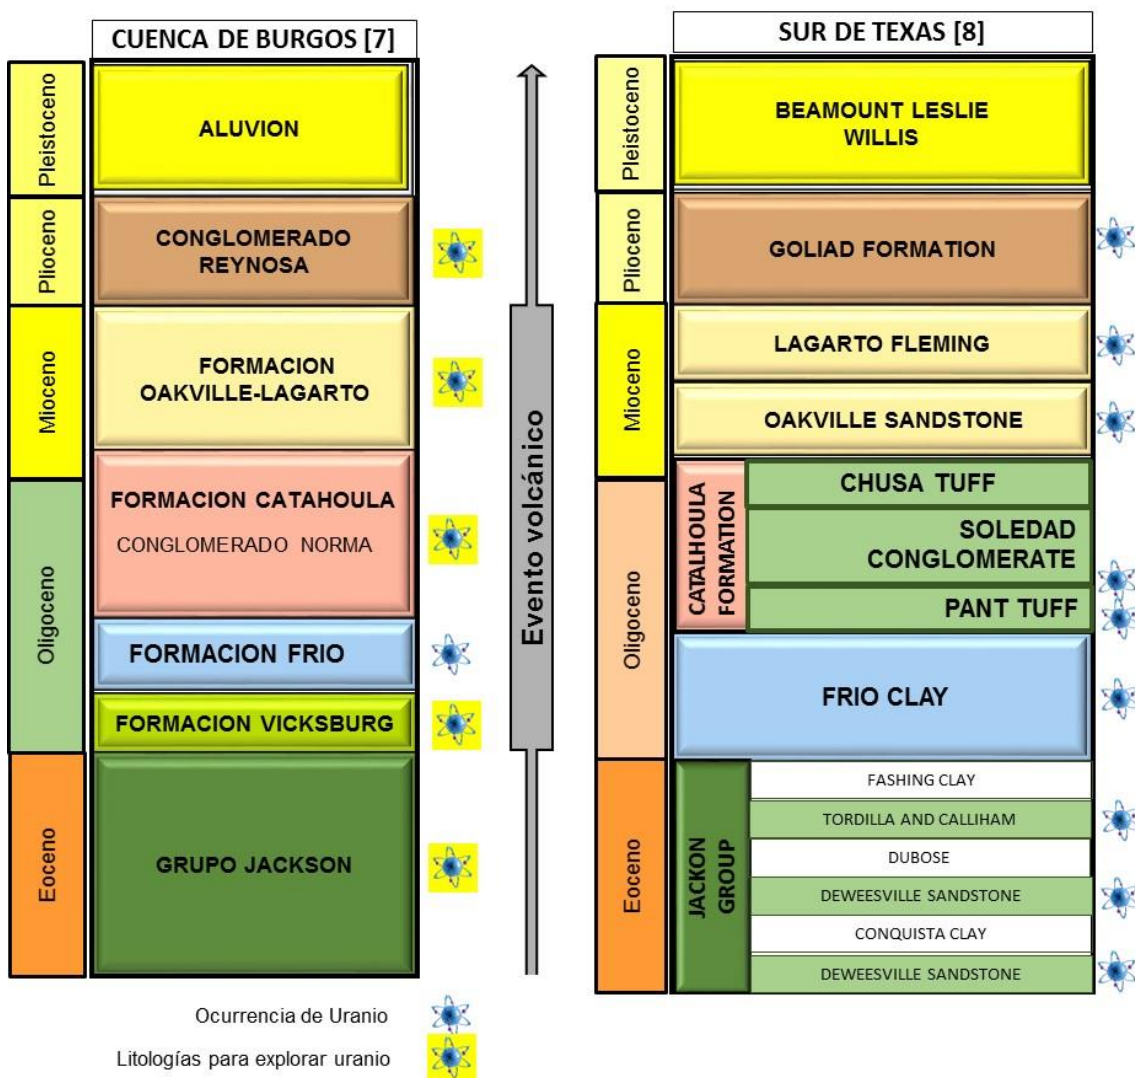 CUENCA DE BURGOS [7]
Pleistoceno
ALUVION
Plioceno
CONGLOMERADO
REYNOSA
Mioceno
FORMACION
OAKVILLE-LAGARTO
Oligoceno
FORMACION CATAHOULA
CONGLOMERADO NORMA
FORMACION FRIO
FORMACION VICKSBURG
Eoceno
GRUPO JACKSON
Evento volcánico
SUR DE TEXAS [8]
Pleistoceno
BEAMOUNT LESLIE
WILLIS
Plioceno
GOLIAD FORMATION
Mioceno
LAGARTO FLEMING
OAKVILLE SANDSTONE
Oligoceno
CATALHOULA
FORMATION
CHUSA TUFF
SOLEDAD
CONGLOMERATE
PANT TUFF
FRIO CLAY
Eoceno
JACKON
GROUP
FASHING CLAY
TORDILLA AND CALLIHAM
DUBOSE
DEWEESVILLE SANDSTONE
CONQUISTA CLAY
DEWEESVILLE SANDSTONE
Ocurrencia de Uranio
Litologías para explorar uranio